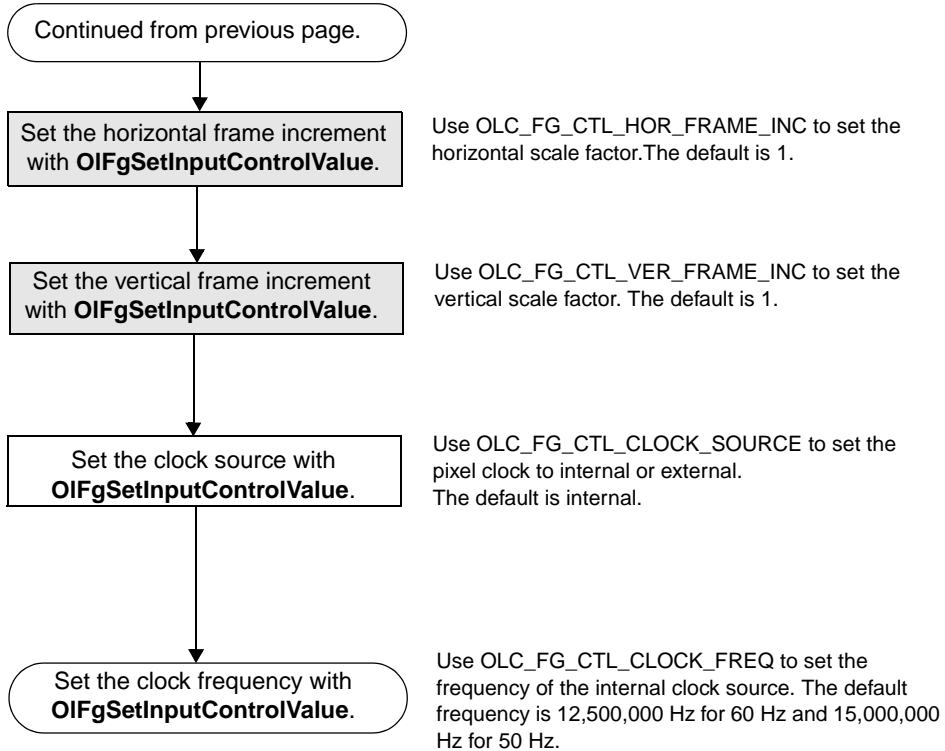 Continued from previous page.
Set the horizontal frame increment
with OlFgSetInputControlValue.
Use OLC_FG_CTL_HOR_FRAME_INC to set the
horizontal scale factor.The default is 1.
Set the vertical frame increment
with OlFgSetInputControlValue.
Use OLC_FG_CTL_VER_FRAME_INC to set the
vertical scale factor. The default is 1.
Set the clock source with
OlFgSetInputControlValue.
Use OLC_FG_CTL_CLOCK_SOURCE to set the
pixel clock to internal or external.
The default is internal.
Set the clock frequency with
OlFgSetInputControlValue.
Use OLC_FG_CTL_CLOCK_FREQ to set the
frequency of the internal clock source. The default
frequency is 12,500,000 Hz for 60 Hz and 15,000,000
Hz for 50 Hz.